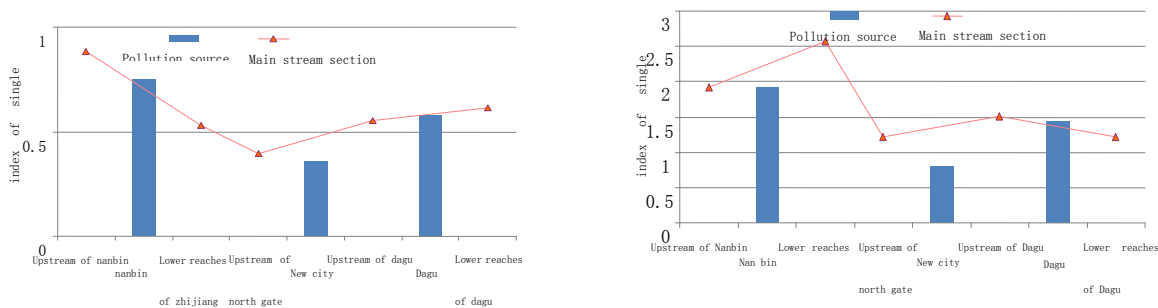 1
0.5
0
index of single
Pollution source
Main stream section
Upstream of nanbin
nanbin
Lower reaches
of zhijiang
Upstream of
north gate
New city
Upstream of dagu
Dagu
Lower reaches
of dagu
3
2.5
2
1.5
1
0.5
0
index of single
Pollution source
Main stream section
Upstream of Nanbin
Nan bin
Lower reaches
Upstream of
north gate
New city
Upstream of Dagu
Dagu
Lower reaches
of Dagu